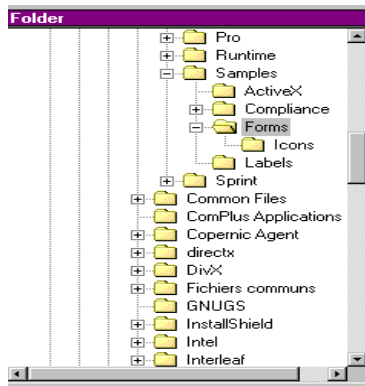 Folder
Pro
Runtime
Samples
ActiveX
Compliance
Forms
Icons
Labels
Sprint
Common Files
ComPlus Applications
Copernic Agent
directx
DivX
Fichiers communs
GNUGS
InstallShield
Intel
Interleaf